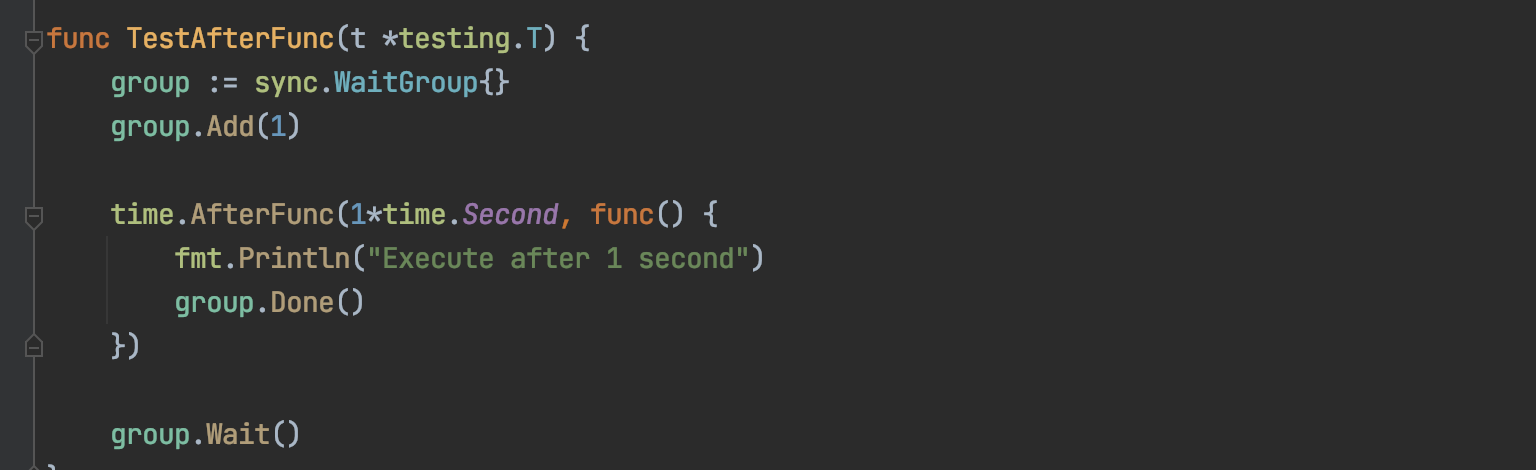 func TestAfterFunc(t *testing.T) {
    group := sync.WaitGroup{}
    group.Add(1)

    time.AfterFunc(1*time.Second, func() {
        fmt.Println("Execute after 1 second")
        group.Done()
    })

    group.Wait()
}